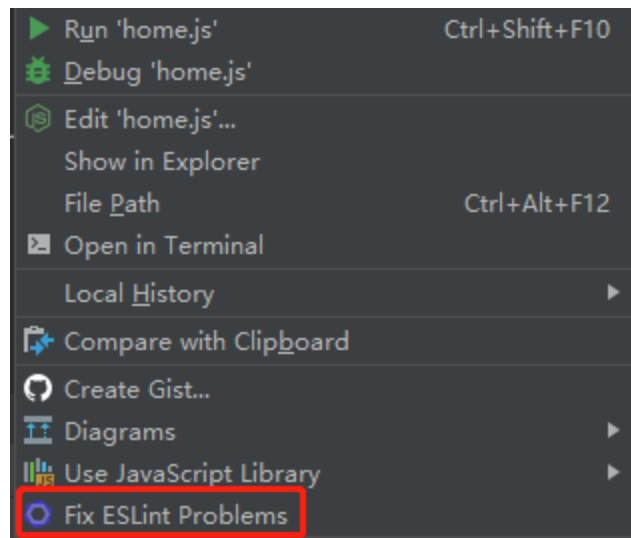 Run 'home.js' Ctrl+Shift+F10
Debug 'home.js'
Edit 'home.js'...
Show in Explorer
File Path Ctrl+Alt+F12
Open in Terminal
Local History
Compare with Clipboard
Create Gist...
Diagrams
Use JavaScript Library
Fix ESLint Problems